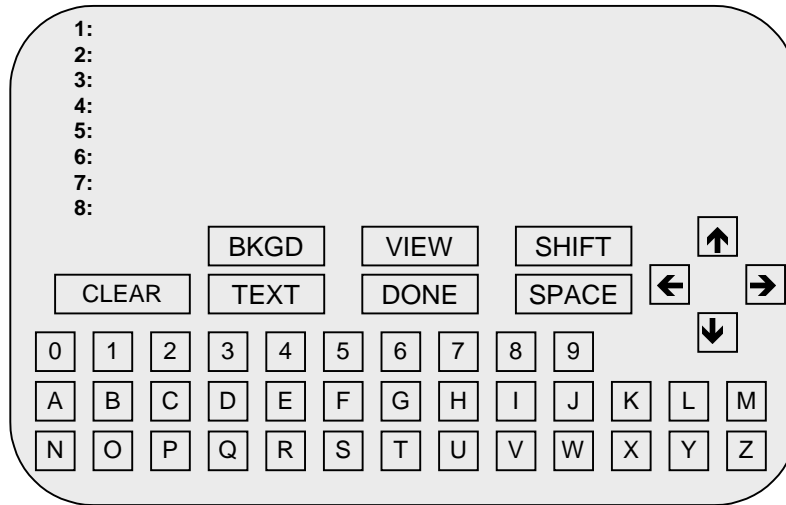 1:
2:
3:
4:
5:
6:
7:
8:
BKGD VIEW SHIFT
CLEAR TEXT DONE SPACE
0 1 2 3 4 5 6 7 8 9
A B C D E F G H I J K L M
N O P Q R S T U V W X Y Z